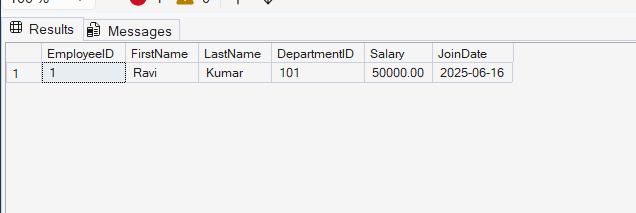 Results Messages
EmployeeID FirstName LastName DepartmentID Salary JoinDate
1 1 Ravi Kumar 101 50000.00 2025-06-16